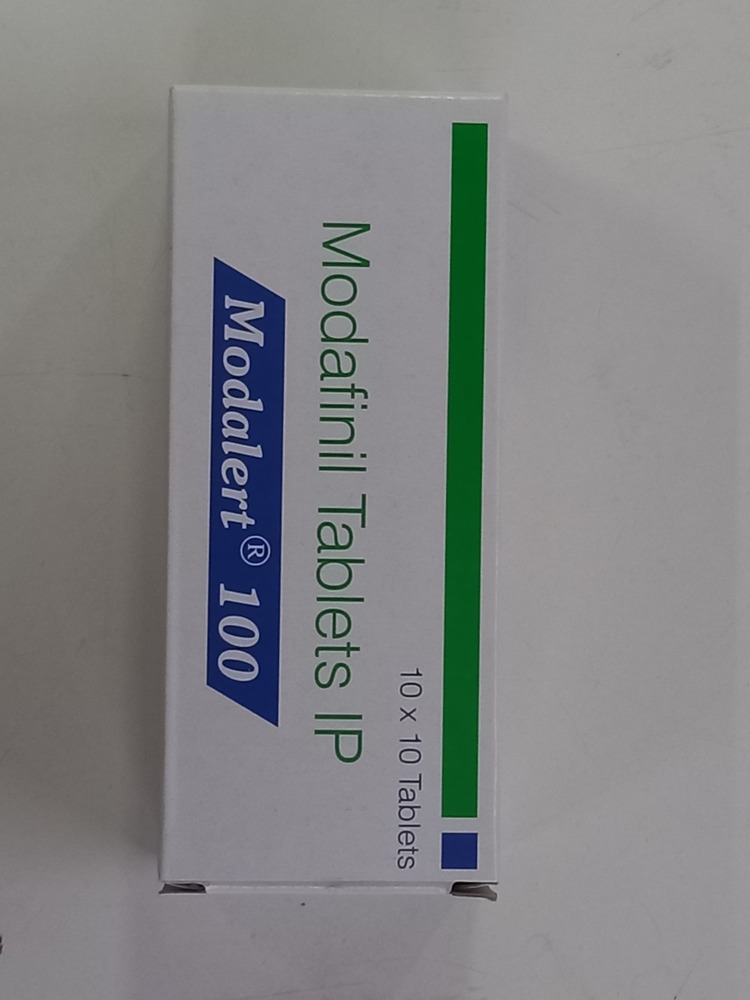 10 x 10 Tablets
Modafinil Tablets IP
Modalert® 100